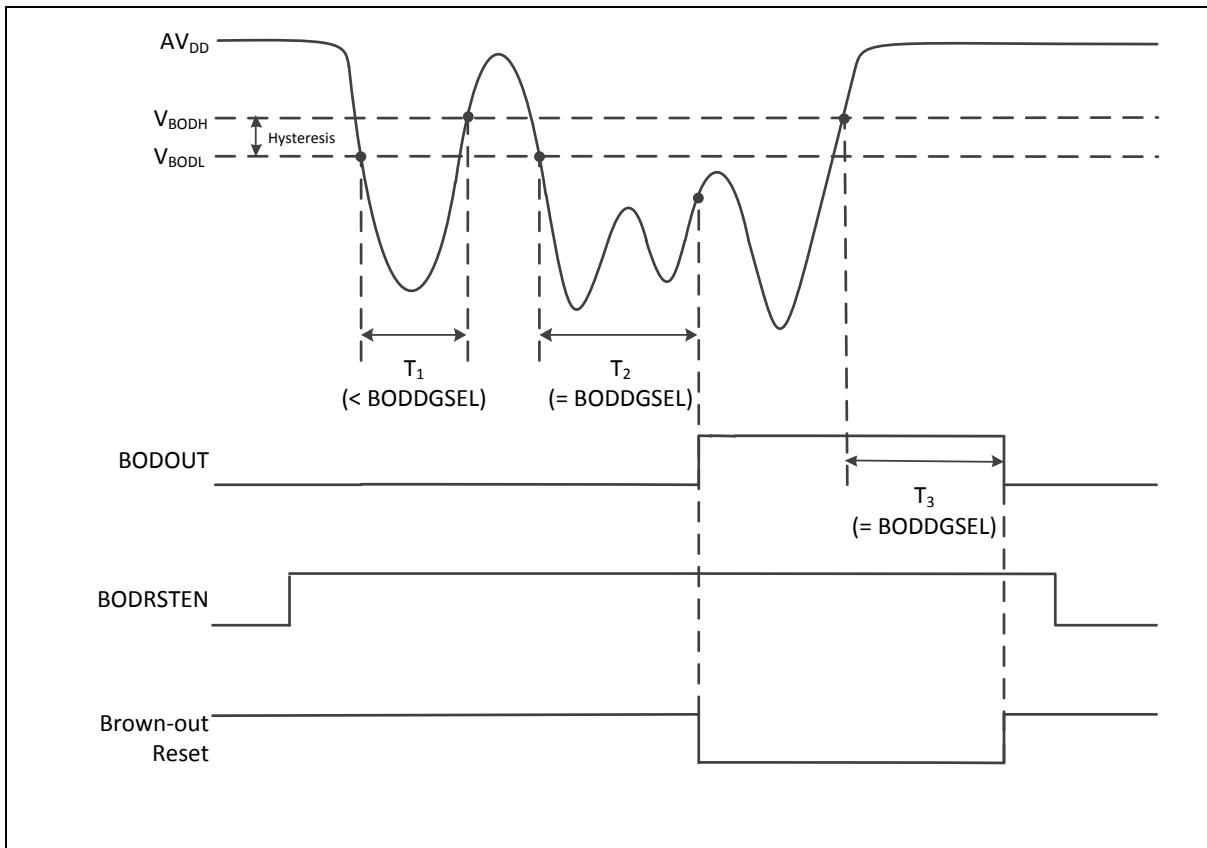 AVDD
VBODH
Hysteresis
VBODL
T1
(< BODDGSEL)
T2
(= BODDGSEL)
BODOUT
T3
(= BODDGSEL)
BODRSTEN
Brown-out
Reset